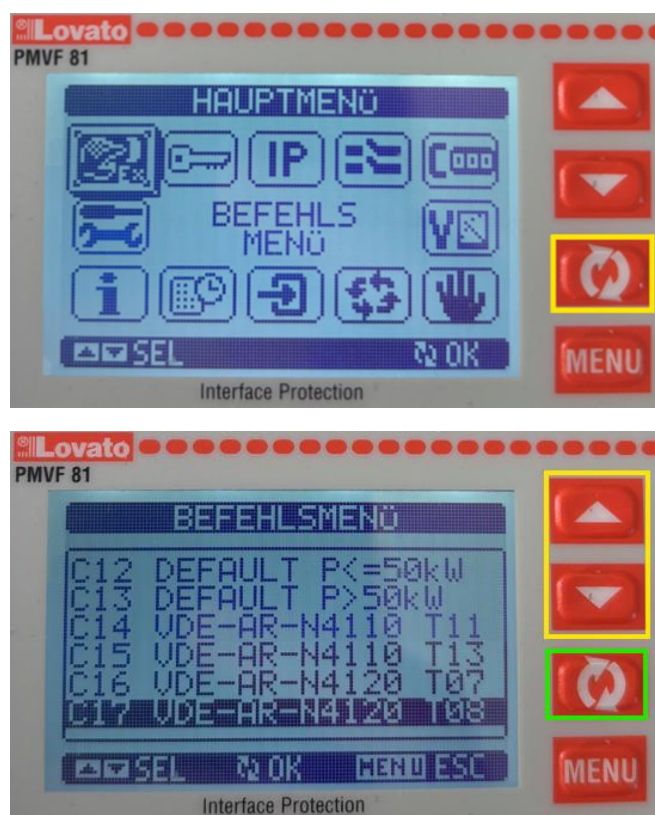 Lovato
PMVF 81
HAUPTMENÜ
EX
IP
BEFEHLS
MENÜ
V
i
SEL OK
MENU
Interface Protection
Lovato
PMVF 81
BEFEHLSMENÜ
C12 DEFAULT P<=50kW
C13 DEFAULT P>50kW
C14 VDE-AR-N4110 T11
C15 VDE-AR-N4110 T13
C16 VDE-AR-N4120 T07
C17 VDE-AR-N4120 T08
SEL OK MENU ESC
MENU
Interface Protection